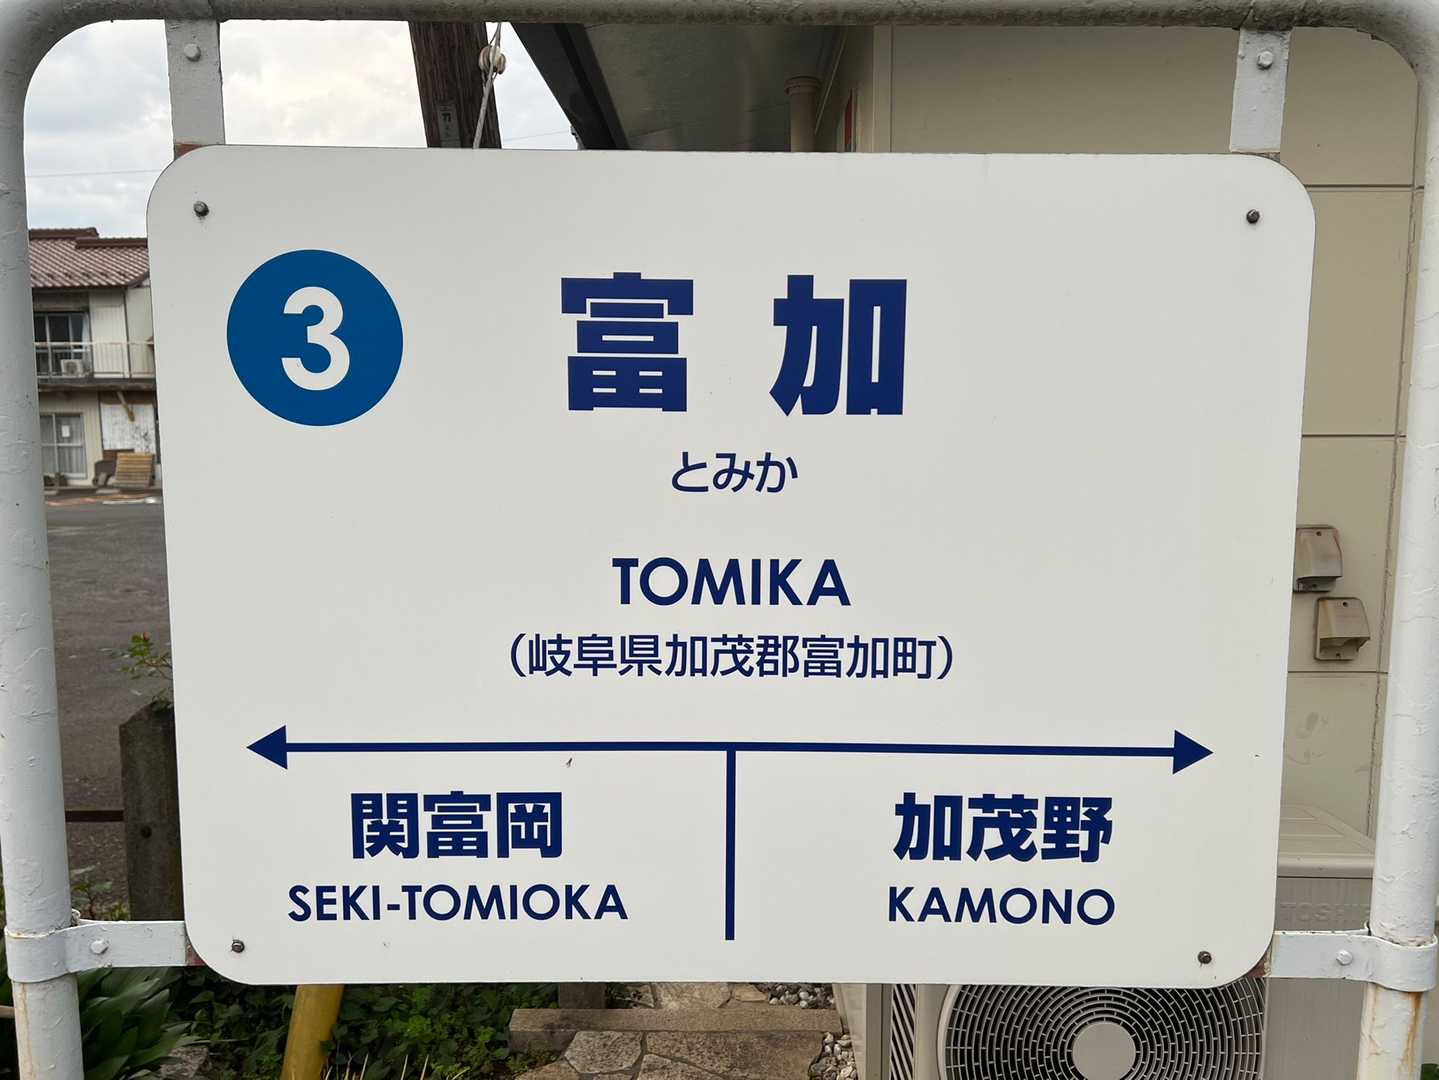 3
富加
とみか
TOMIKA
(岐阜県加茂郡富加町)
関富岡
SEKI-TOMIOKA
加茂野
KAMONO
TOSHIBA